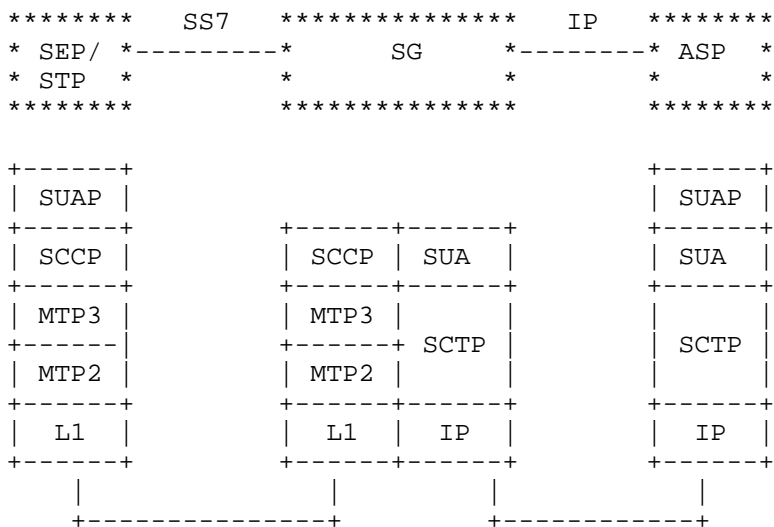 ********   SS7   ***************   IP   ********
* SEP/ *---------*      SG     *--------* ASP  *
* STP  *         *             *        *      *
********         ***************        ********
+------+                                +------+
| SUAP |                                | SUAP |
+------+         +------+------+        +------+
| SCCP |         | SCCP | SUA  |        | SUA  |
+------+         +------+------+        +------+
| MTP3 |         | MTP3 |      |        |      |
+------|         +------+ SCTP |        | SCTP |
| MTP2 |         | MTP2 |      |        |      |
+------+         +------+------+        +------+
|  L1  |         |  L1  |  IP  |        |  IP  |
+------+         +------+------+        +------+
    |               |         |            |
    +---------------+         +------------+